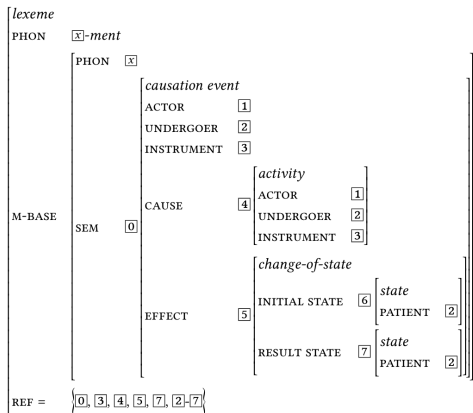 lexeme
PHON x-ment
PHON x
causation event
ACTOR 1
UNDERGOER 2
INSTRUMENT 3
activity
ACTOR 1
CAUSE 4 UNDERGOER 2
INSTRUMENT 3
M-BASE SEM 0
change-of-state
state
INITIAL STATE 6
PATIENT 2
EFFECT 5
state
RESULT STATE 7
PATIENT 2
REF = {0, 3, 4, 5, 7, 2-7}